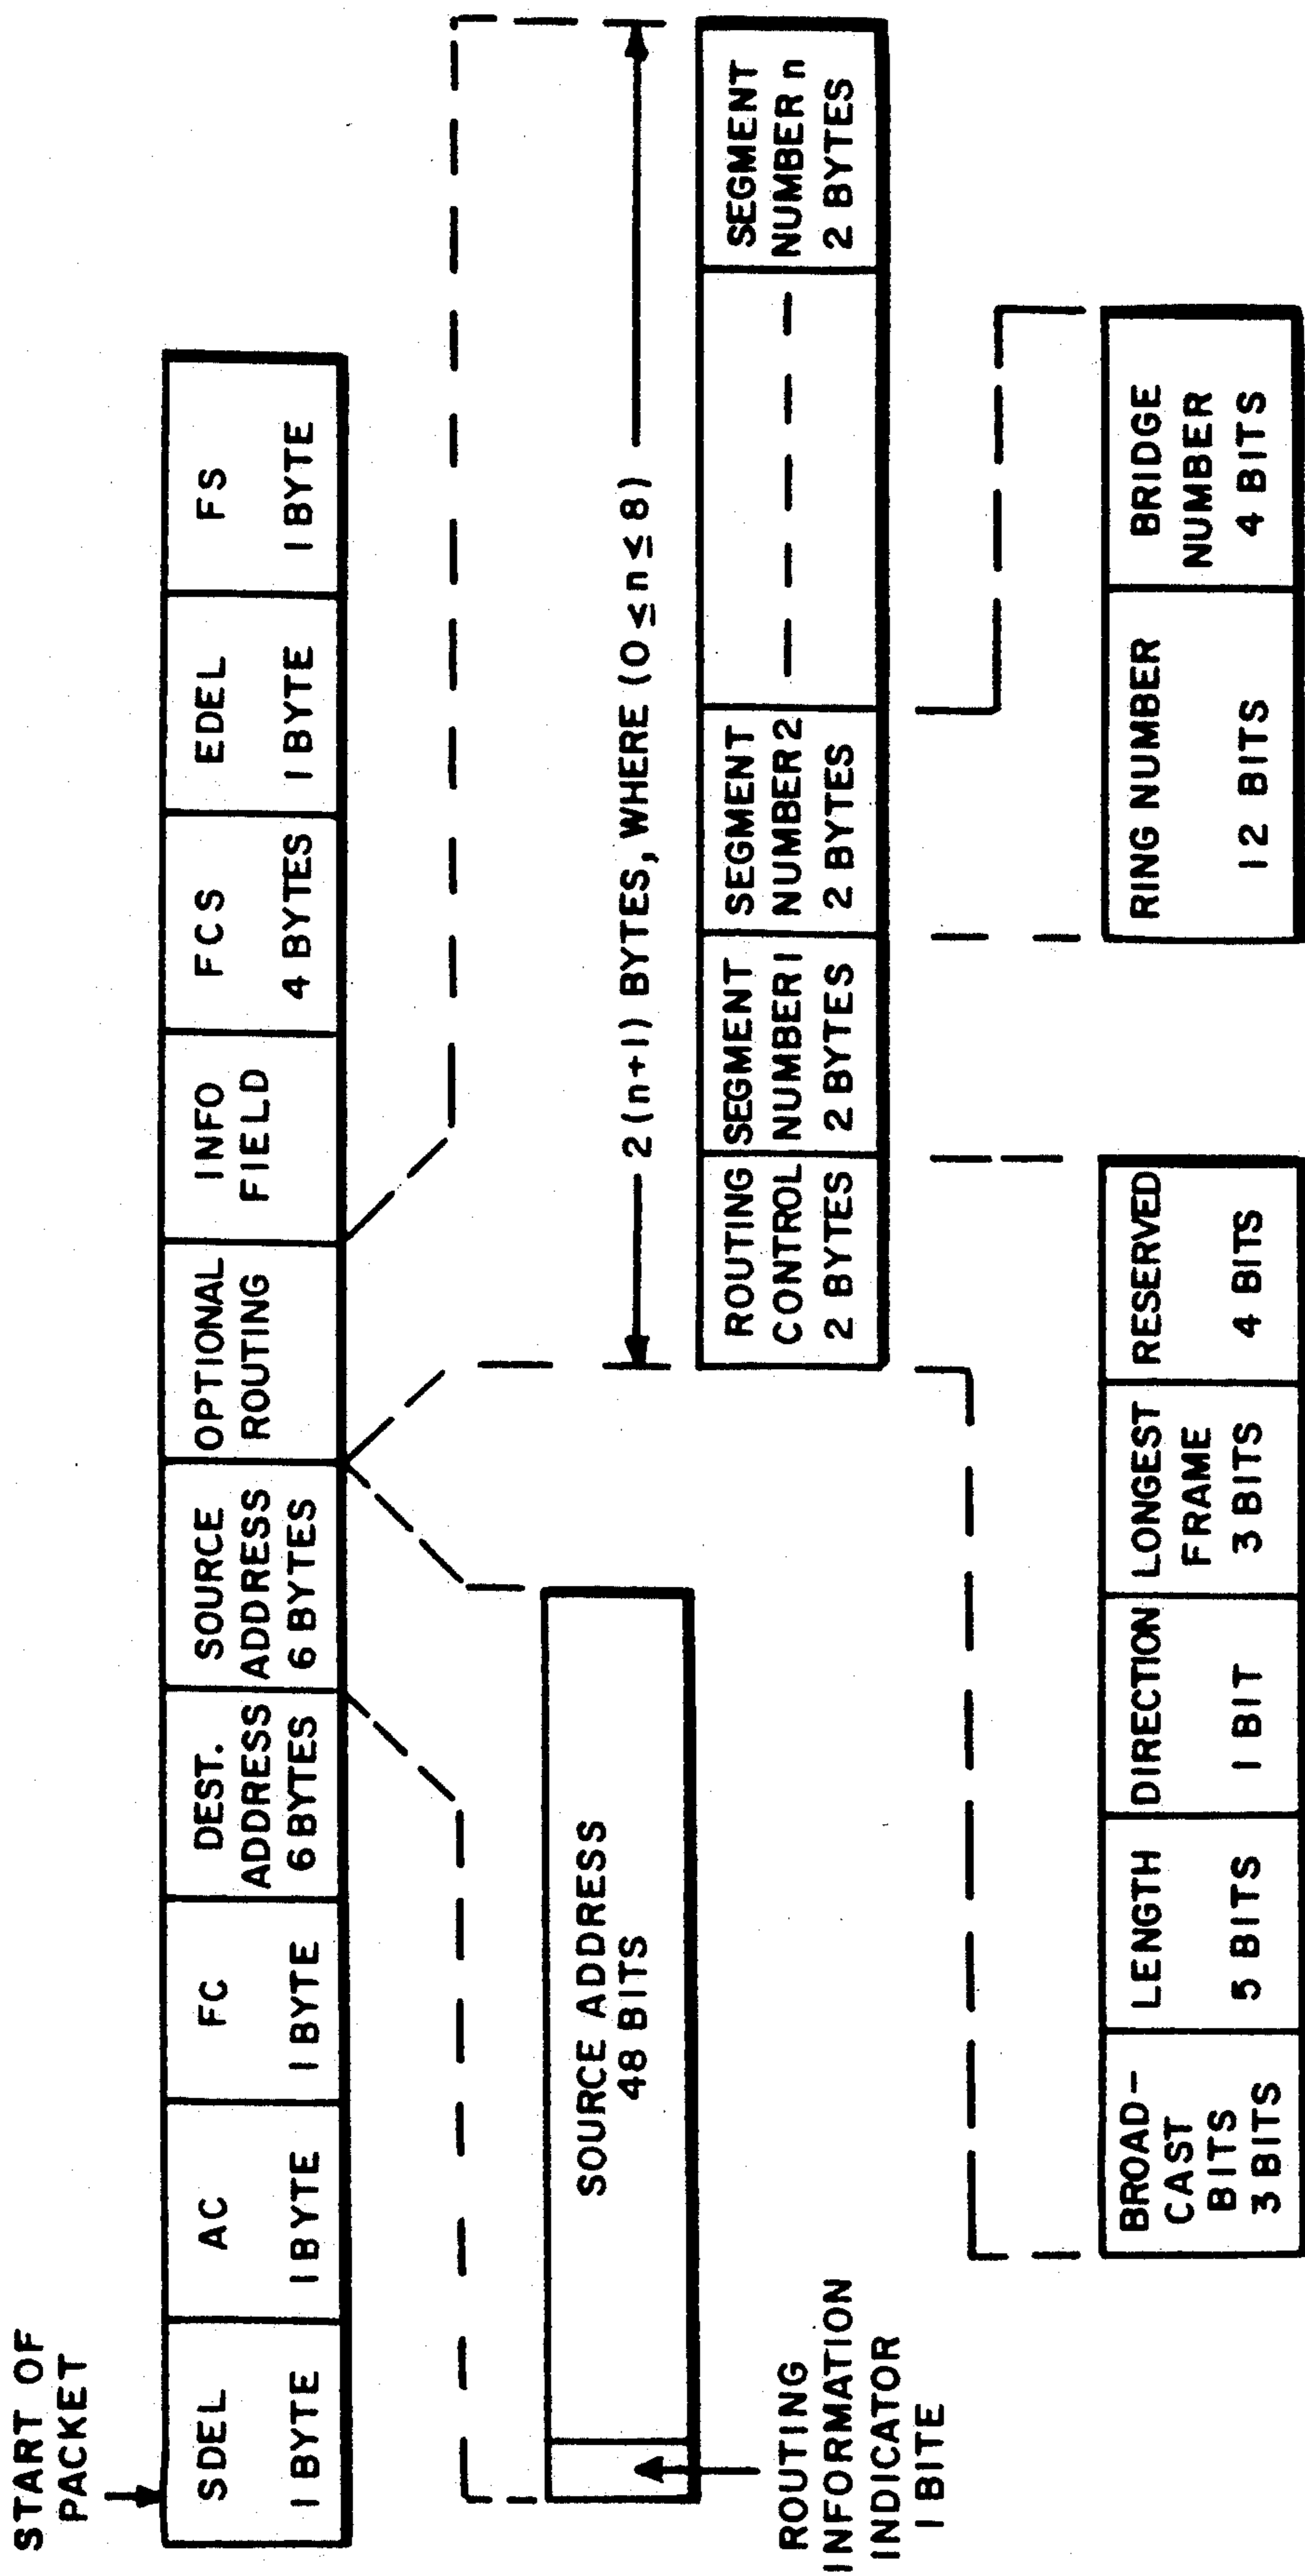 START OF
PACKET
SDEL
1 BYTE
AC
1 BYTE
FC
1 BYTE
DEST.
ADDRESS
6 BYTES
SOURCE
ADDRESS
6 BYTES
OPTIONAL
ROUTING
INFO
FIELD
FCS
4 BYTES
EDEL
1 BYTE
FS
1 BYTE
SOURCE ADDRESS
48 BITS
ROUTING
INFORMATION
INDICATOR
1 BITE
2(n+1) BYTES, WHERE (0≤n≤8)
ROUTING
CONTROL
2 BYTES
SEGMENT
NUMBER 1
2 BYTES
SEGMENT
NUMBER 2
2 BYTES
SEGMENT
NUMBER n
2 BYTES
BROAD-
CAST
BITS
3 BITS
LENGTH
5 BITS
DIRECTION
1 BIT
LONGEST
FRAME
3 BITS
RESERVED
4 BITS
RING NUMBER
12 BITS
BRIDGE
NUMBER
4 BITS